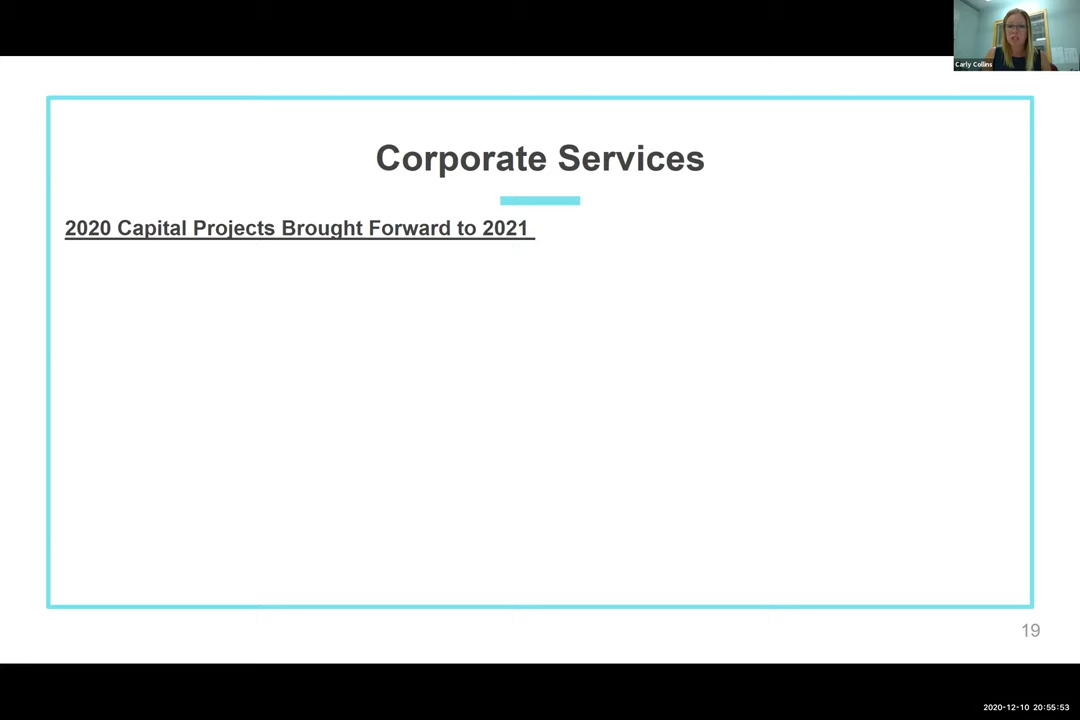 Carly Collins
Corporate Services
2020 Capital Projects Brought Forward to 2021
19
2020-12-10 20:55:53